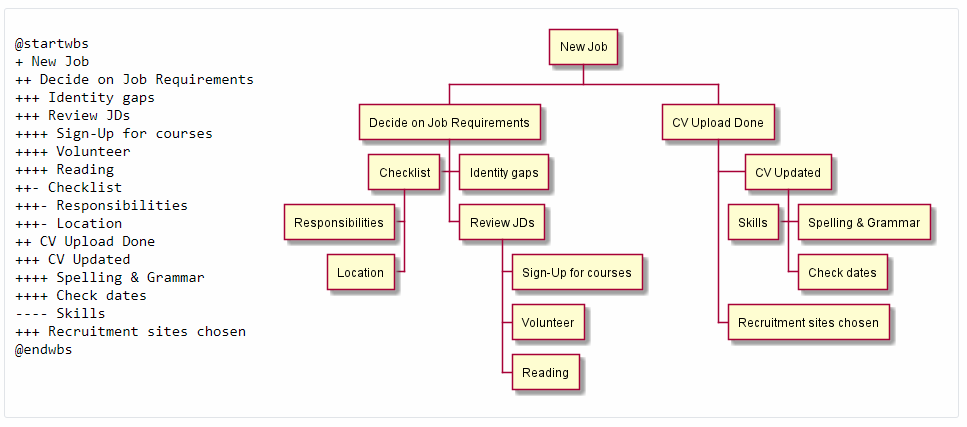 @startwbs
+ New Job
++ Decide on Job Requirements
+++ Identity gaps
+++ Review JDs
++++ Sign-Up for courses
++++ Volunteer
++++ Reading
++- Checklist
+++- Responsibilities
+++- Location
++ CV Upload Done
+++ CV Updated
++++ Spelling & Grammar
++++ Check dates
---- Skills
+++ Recruitment sites chosen
@endwbs
New Job
Decide on Job Requirements
CV Upload Done
Checklist
Identity gaps
CV Updated
Responsibilities
Review JDs
Skills
Spelling & Grammar
Location
Sign-Up for courses
Check dates
Volunteer
Recruitment sites chosen
Reading